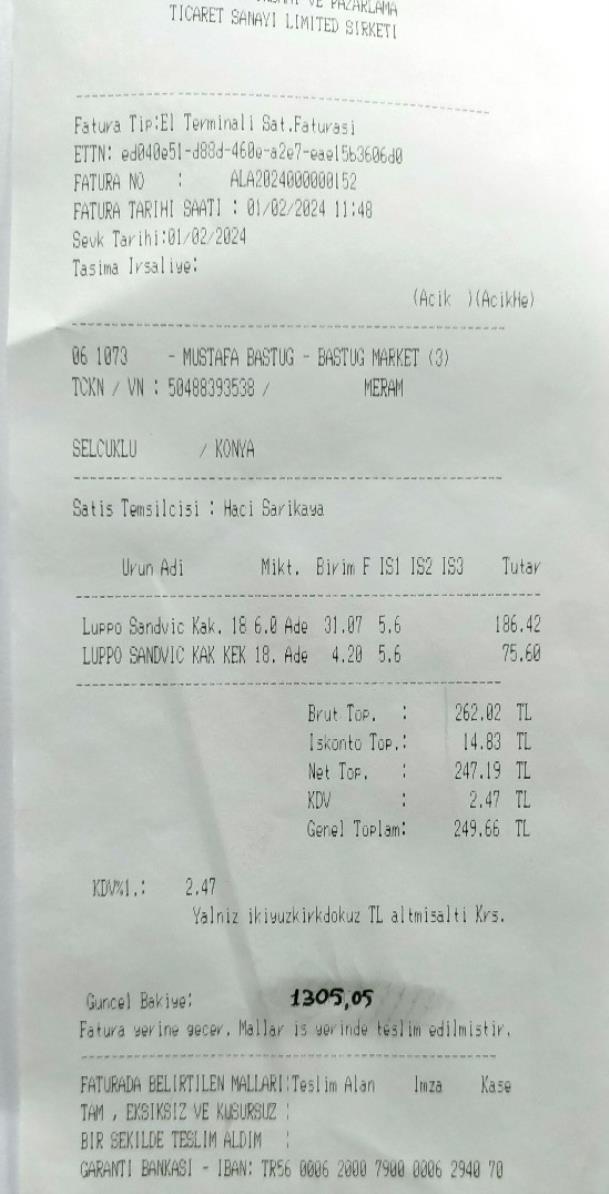 VE PAZARLAMA
TICARET SANAYI LIMITED SIRKETI
Fatura Tip:El Terminali Sat.Faturasi
ETTN: ed040e51-d88d-460e-a2e7-eae15b3606d0
FATURA NO : ALA2024000000152
FATURA TARIHI SAATI : 01/02/2024 11:48
Sevk Tarihi:01/02/2024
Tasima Irsaliye:
(Acik )(AcikHe)
06 1073 - MUSTAFA BASTUG - BASTUG MARKET (3)
TCKN / VN : 50488393538 / MERAM
SELCUKLU / KONYA
Satis Temsilcisi : Haci Sarikaya
Urun Adi Mikt. Birim F IS1 IS2 IS3 Tutar
Luppo Sandvic Kak. 18 6.0 Ade 31.07 5.6 186.42
LUPPO SANDVIC KAK KEK 18. Ade 4.20 5.6 75.60
Brut Top. : 262.02 TL
Iskonto Top.: 14.83 TL
Net Top. : 247.19 TL
KDV : 2.47 TL
Genel Toplam: 249.66 TL
KDV%1.: 2.47
Yalniz ikiyuzkirkdokuz TL altmisalti Krs.
Guncel Bakiye: 1305,05
Fatura yerine gecer. Mallar is yerinde teslim edilmistir.
FATURADA BELIRTILEN MALLARI:Teslim Alan Imza Kase
TAM , EKSIKSIZ VE KUSURSUZ :
BIR SEKILDE TESLIM ALDIM :
GARANTI BANKASI - IBAN: TR56 0006 2000 7900 0006 2940 70